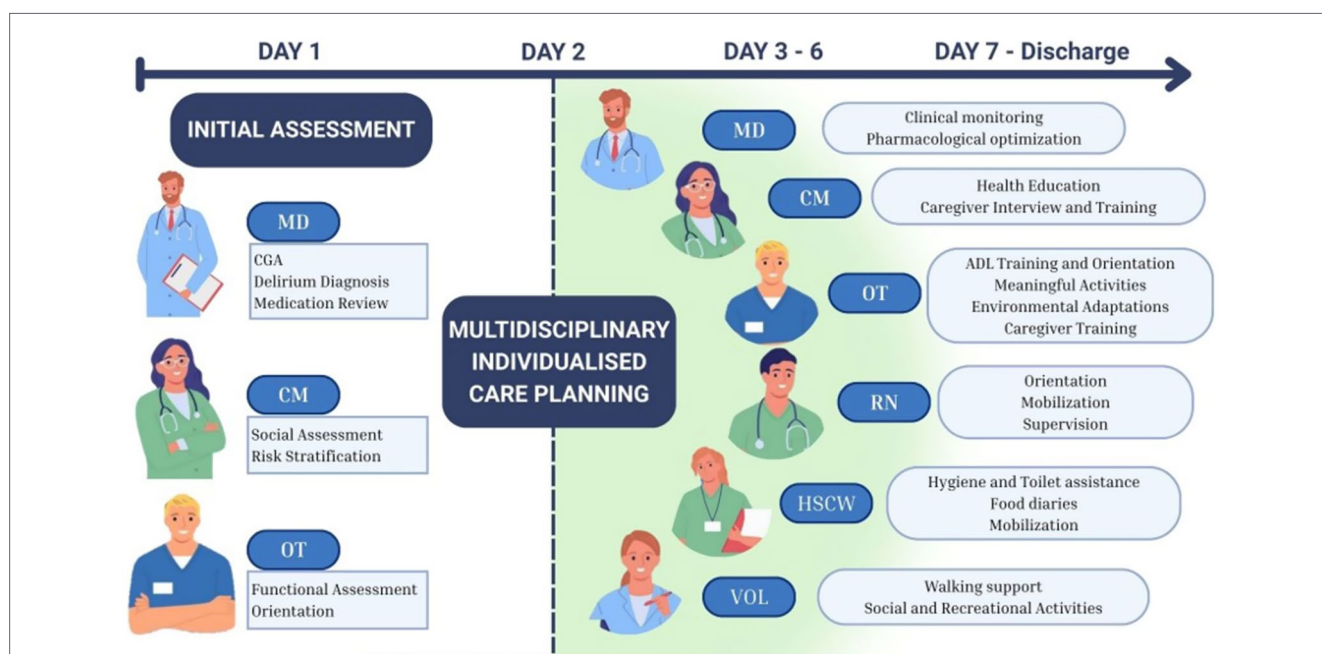 DAY 1
DAY 2
DAY 3 - 6
DAY 7 - Discharge
INITIAL ASSESSMENT
MD
CGA
Delirium Diagnosis
Medication Review
CM
Social Assessment
Risk Stratification
OT
Functional Assessment
Orientation
MULTIDISCIPLINARY
INDIVIDUALISED
CARE PLANNING
MD
Clinical monitoring
Pharmacological optimization
CM
Health Education
Caregiver Interview and Training
OT
ADL Training and Orientation
Meaningful Activities
Environmental Adaptations
Caregiver Training
RN
Orientation
Mobilization
Supervision
HSCW
Hygiene and Toilet assistance
Food diaries
Mobilization
VOL
Walking support
Social and Recreational Activities